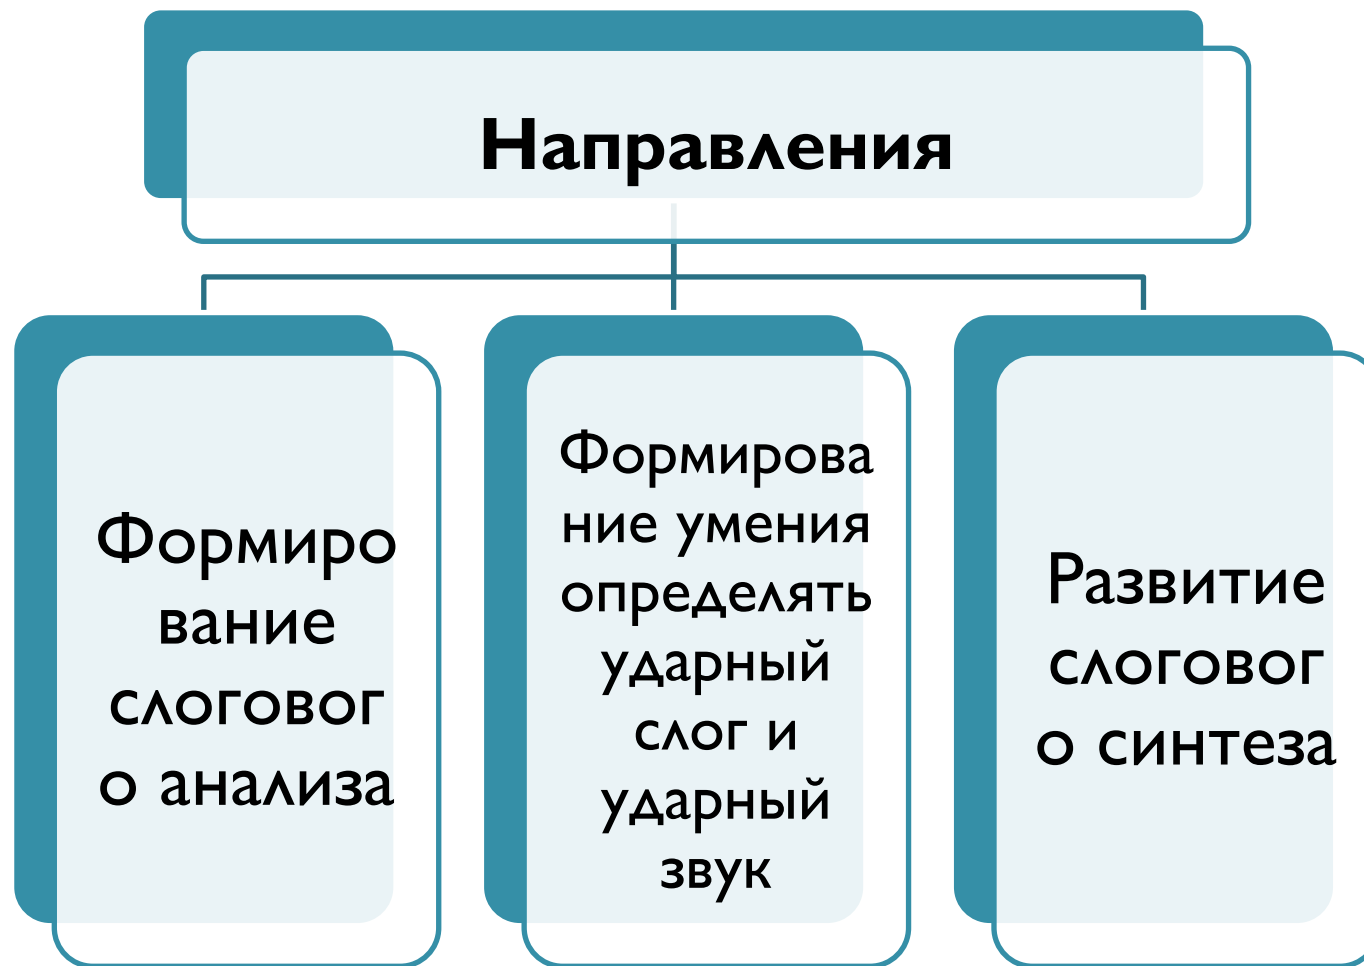 Направления
Формиро
вание
слоговог
о анализа
Формирова
ние умения
определять
ударный
слог и
ударный
звук
Развитие
слоговог
о синтеза